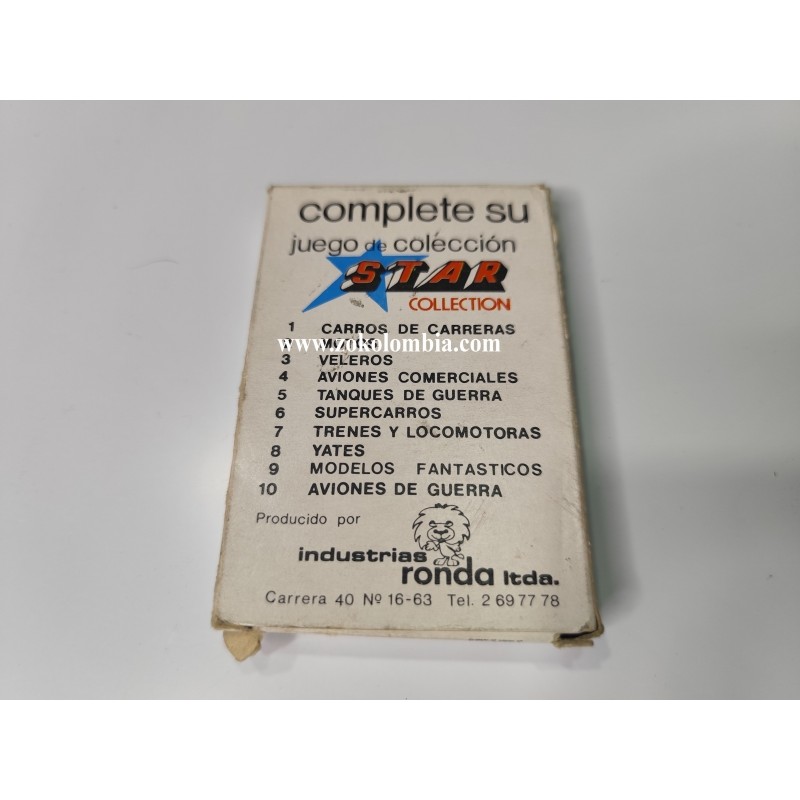 complete su
juego de colección
STAR
COLLECTION
1 CARROS DE CARRERAS
2 MOTOS
www.zokolombia.com
3 VELEROS
4 AVIONES COMERCIALES
5 TANQUES DE GUERRA
6 SUPERCARROS
7 TRENES Y LOCOMOTORAS
8 YATES
9 MODELOS FANTASTICOS
10 AVIONES DE GUERRA
Producido por
industrias
ronda ltda.
Carrera 40 Nº 16-63 Tel. 2 69 77 78